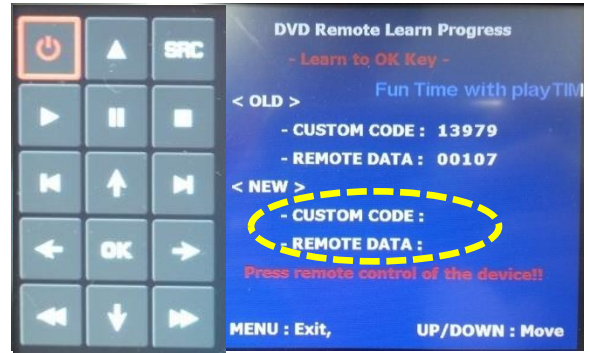 SRC
OK
DVD Remote Learn Progress
- Learn to OK Key -
Fun Time with playTIM
< OLD >
- CUSTOM CODE : 13979
- REMOTE DATA : 00107
< NEW >
- CUSTOM CODE :
- REMOTE DATA :
Press remote control of the device!!
MENU : Exit, UP/DOWN : Move